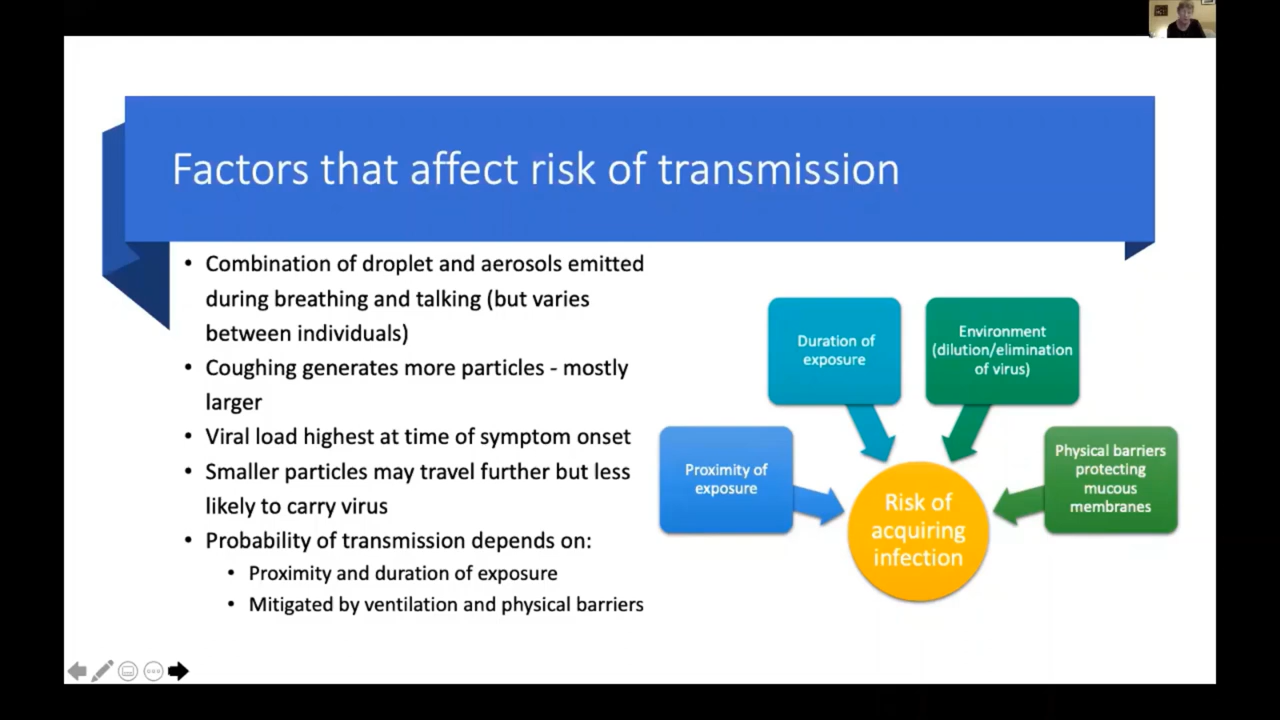 Factors that affect risk of transmission
• Combination of droplet and aerosols emitted
during breathing and talking (but varies
between individuals)
• Coughing generates more particles - mostly
larger
• Viral load highest at time of symptom onset
• Smaller particles may travel further but less
likely to carry virus
• Probability of transmission depends on:
• Proximity and duration of exposure
• Mitigated by ventilation and physical barriers
Proximity of
exposure
Duration of
exposure
Environment
(dilution/elimination
of virus)
Physical barriers
protecting
mucous
membranes
Risk of
acquiring
infection